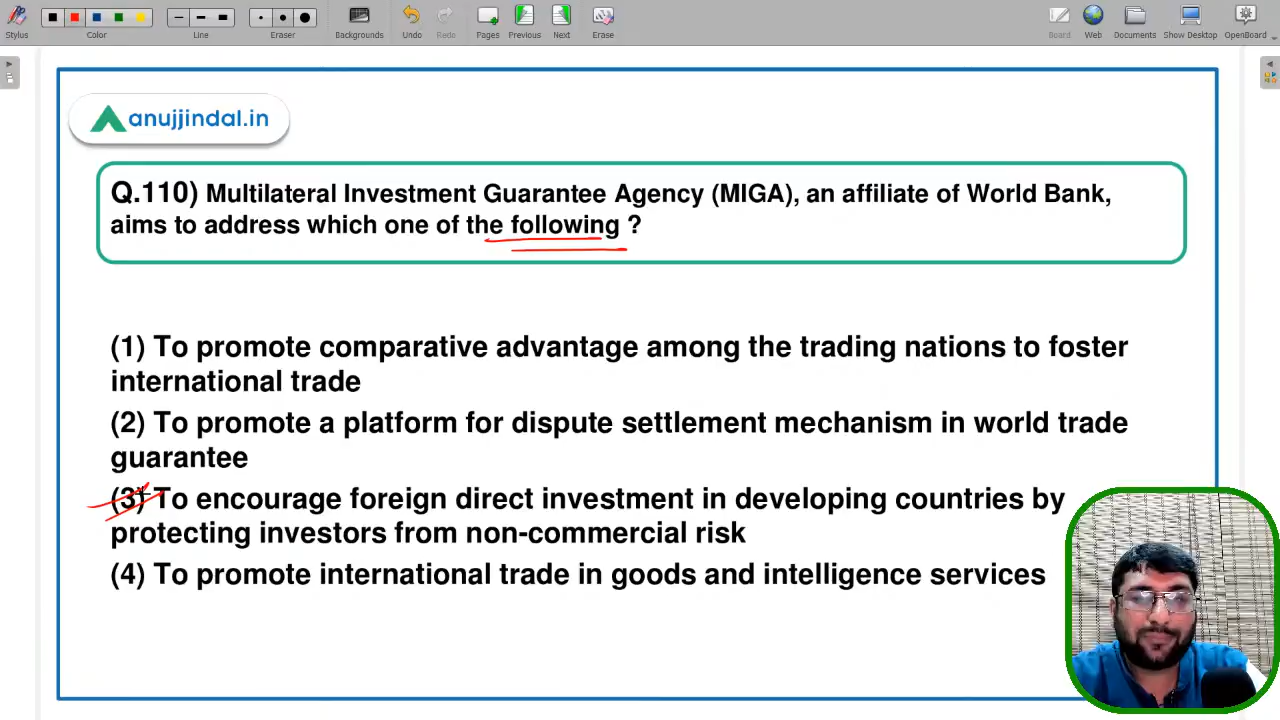 Stylus
Color
Line
Eraser
Backgrounds
Undo
Redo
Pages
Previous
Next
Erase
Board
Web
Documents
Show Desktop
OpenBoard
anujjindal.in
Q.110) Multilateral Investment Guarantee Agency (MIGA), an affiliate of World Bank,
aims to address which one of the following ?
(1) To promote comparative advantage among the trading nations to foster
international trade
(2) To promote a platform for dispute settlement mechanism in world trade
guarantee
(3) To encourage foreign direct investment in developing countries by
protecting investors from non-commercial risk
(4) To promote international trade in goods and intelligence services